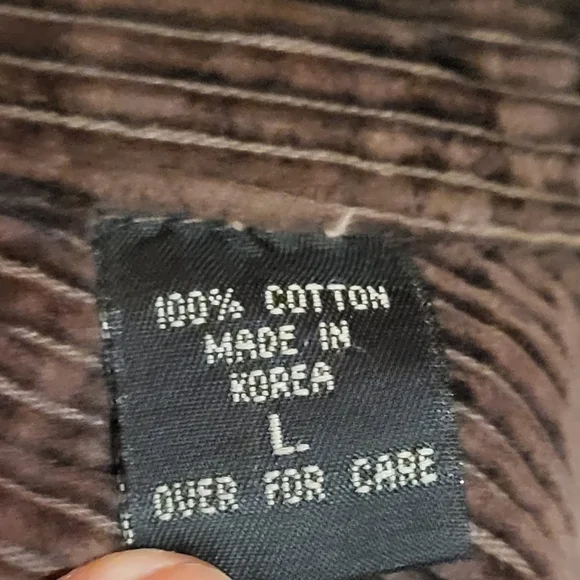 100% COTTON
MADE IN
KOREA
L.
OVER FOR CARE